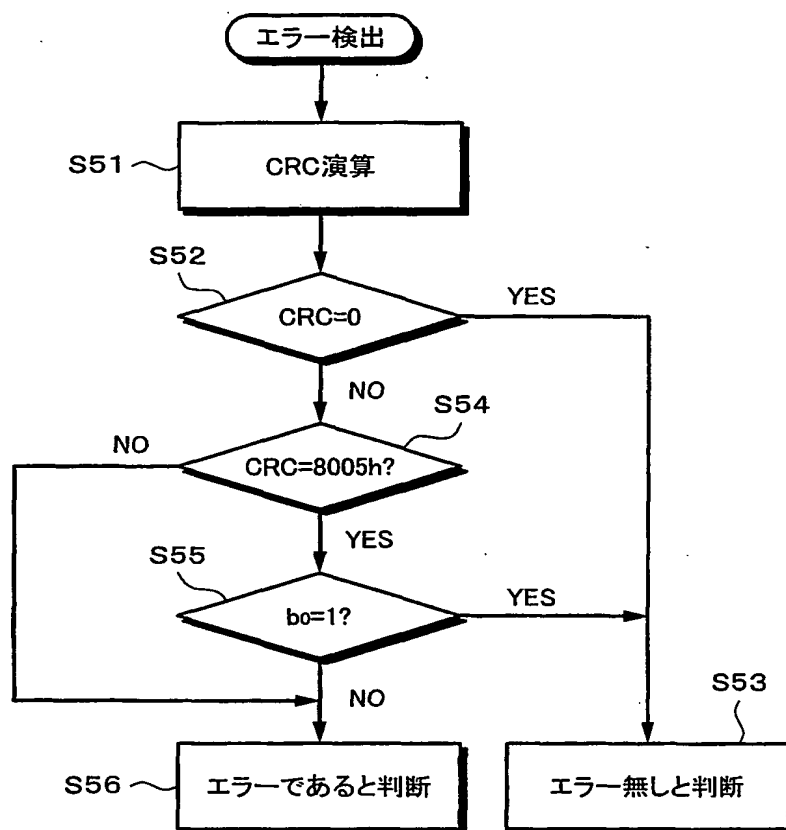 エラー検出
S51
CRC演算
S52
CRC=0
YES
NO
S54
NO
CRC=8005h?
YES
S55
b0=1?
YES
NO
S53
S56
エラーであると判断
エラー無しと判断